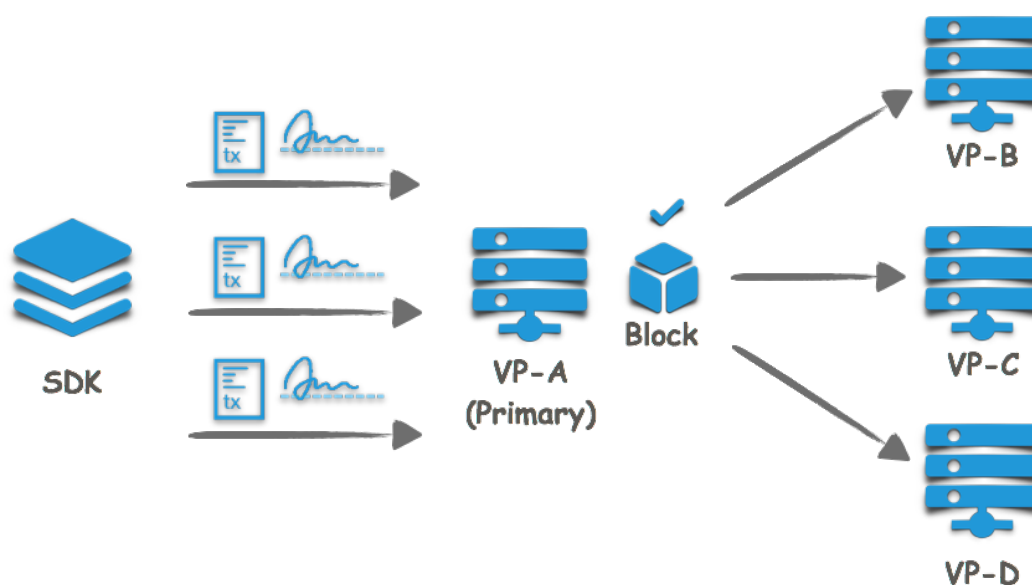 tx
tx
tx
SDK
VP-A
(Primary)
Block
VP-B
VP-C
VP-D